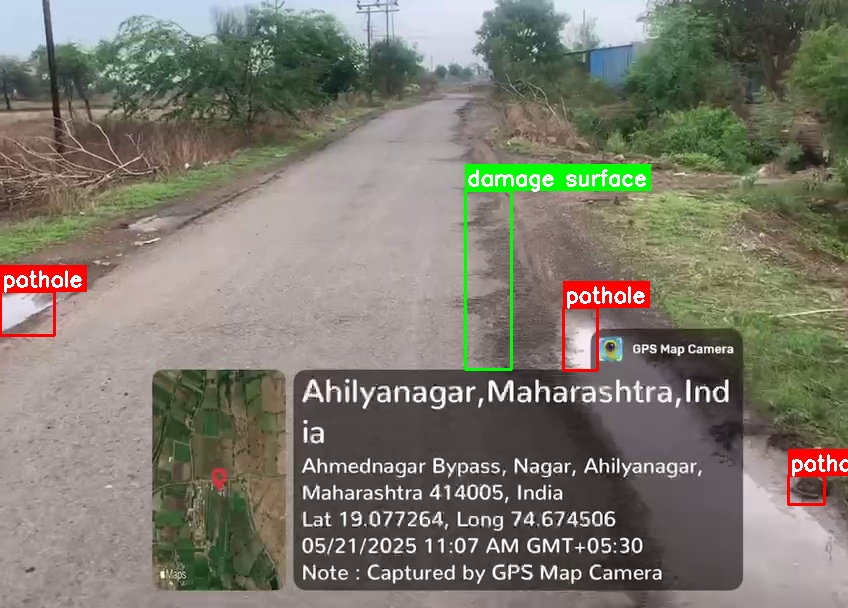 damage surface
pothole
pothole
GPS Map Camera
Ahilyanagar,Maharashtra,Ind
ia
Ahmednagar Bypass, Nagar, Ahilyanagar,
Maharashtra 414005, India
Lat 19.077264, Long 74.674506
05/21/2025 11:07 AM GMT+05:30
Note : Captured by GPS Map Camera
potho
Maps